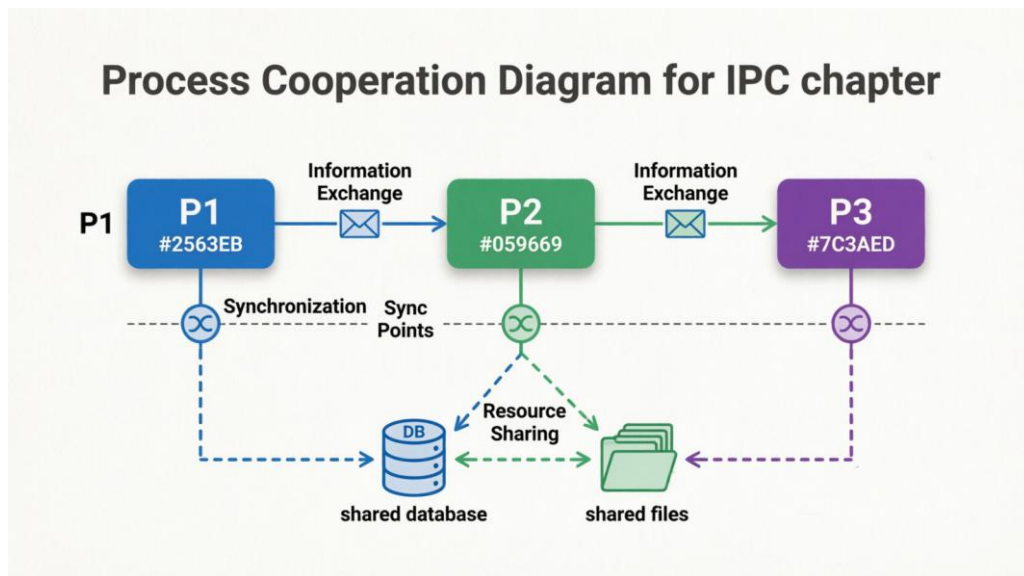 Process Cooperation Diagram for IPC chapter
Information
Exchange
Information
Exchange
P1
P1
#2563EB
P2
#059669
P3
#7C3AED
Synchronization
Sync
Points
Resource
Sharing
DB
shared database
shared files